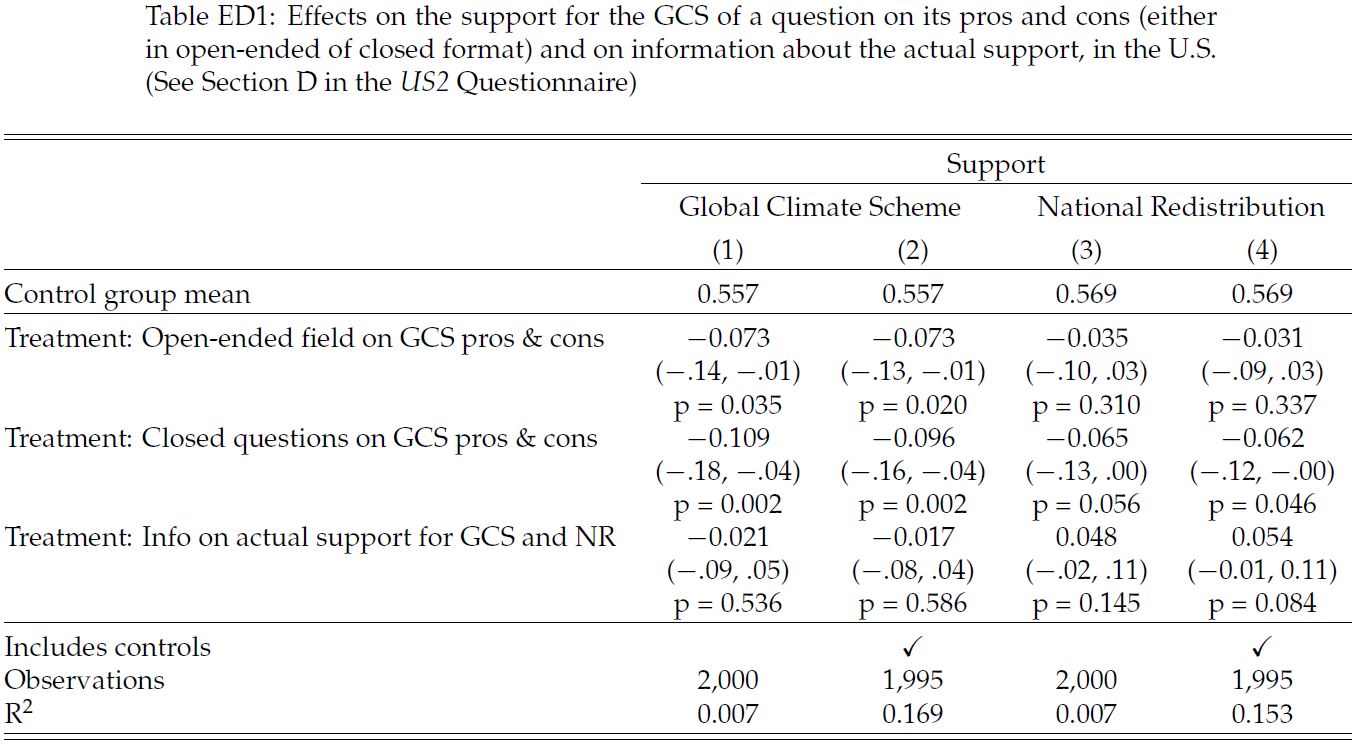 Table ED1: Effects on the support for the GCS of a question on its pros and cons (either
in open-ended of closed format) and on information about the actual support, in the U.S.
(See Section D in the US2 Questionnaire)
Support
Global Climate Scheme National Redistribution
(1) (2) (3) (4)
Control group mean 0.557 0.557 0.569 0.569
Treatment: Open-ended field on GCS pros & cons −0.073 −0.073 −0.035 −0.031
(−.14, −.01) (−.13, −.01) (−.10, .03) (−.09, .03)
p = 0.035 p = 0.020 p = 0.310 p = 0.337
Treatment: Closed questions on GCS pros & cons −0.109 −0.096 −0.065 −0.062
(−.18, −.04) (−.16, −.04) (−.13, .00) (−.12, −.00)
p = 0.002 p = 0.002 p = 0.056 p = 0.046
Treatment: Info on actual support for GCS and NR −0.021 −0.017 0.048 0.054
(−.09, .05) (−.08, .04) (−.02, .11) (−0.01, 0.11)
p = 0.536 p = 0.586 p = 0.145 p = 0.084
Includes controls ✓ ✓
Observations 2,000 1,995 2,000 1,995
R² 0.007 0.169 0.007 0.153